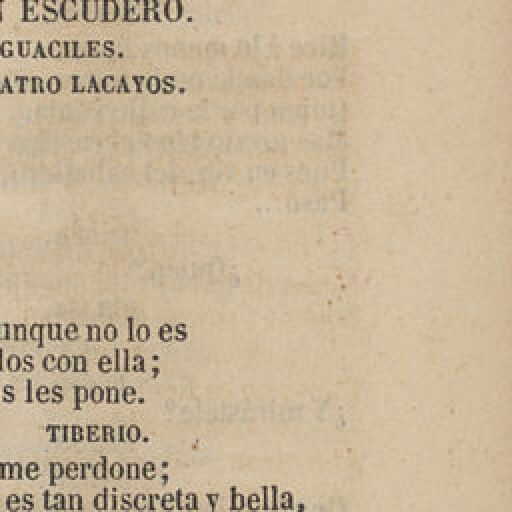 N ESCUDERO.
GUACILES.
ATRO LACAYOS.
unque no lo es
los con ella;
s les pone.
TIBERIO.
me perdone;
es tan discreta y bella,